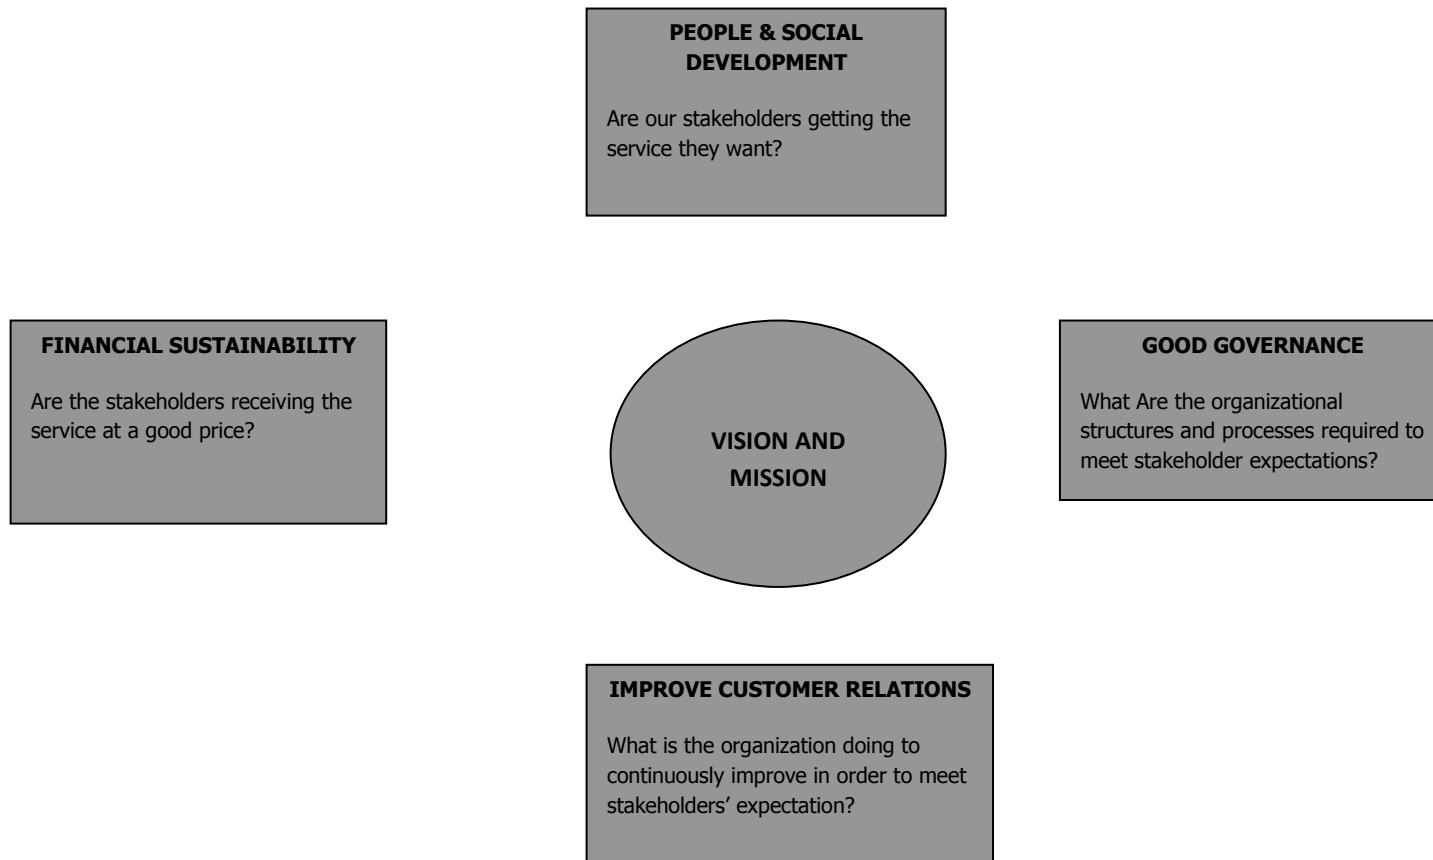 PEOPLE & SOCIAL
DEVELOPMENT
Are our stakeholders getting the
service they want?
FINANCIAL SUSTAINABILITY
Are the stakeholders receiving the
service at a good price?
VISION AND
MISSION
GOOD GOVERNANCE
What Are the organizational
structures and processes required to
meet stakeholder expectations?
IMPROVE CUSTOMER RELATIONS
What is the organization doing to
continuously improve in order to meet
stakeholders’ expectation?